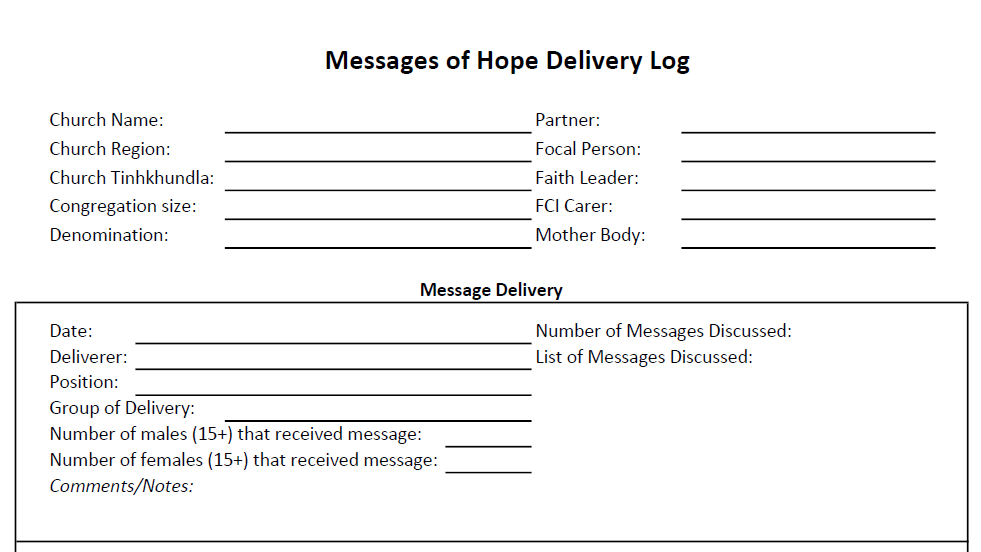 Messages of Hope Delivery Log
Church Name: Partner:
Church Region: Focal Person:
Church Tinhkhundla: Faith Leader:
Congregation size: FCI Carer:
Denomination: Mother Body:
Message Delivery
Date: Number of Messages Discussed:
Deliverer: List of Messages Discussed:
Position:
Group of Delivery:
Number of males (15+) that received message:
Number of females (15+) that received message:
Comments/Notes: